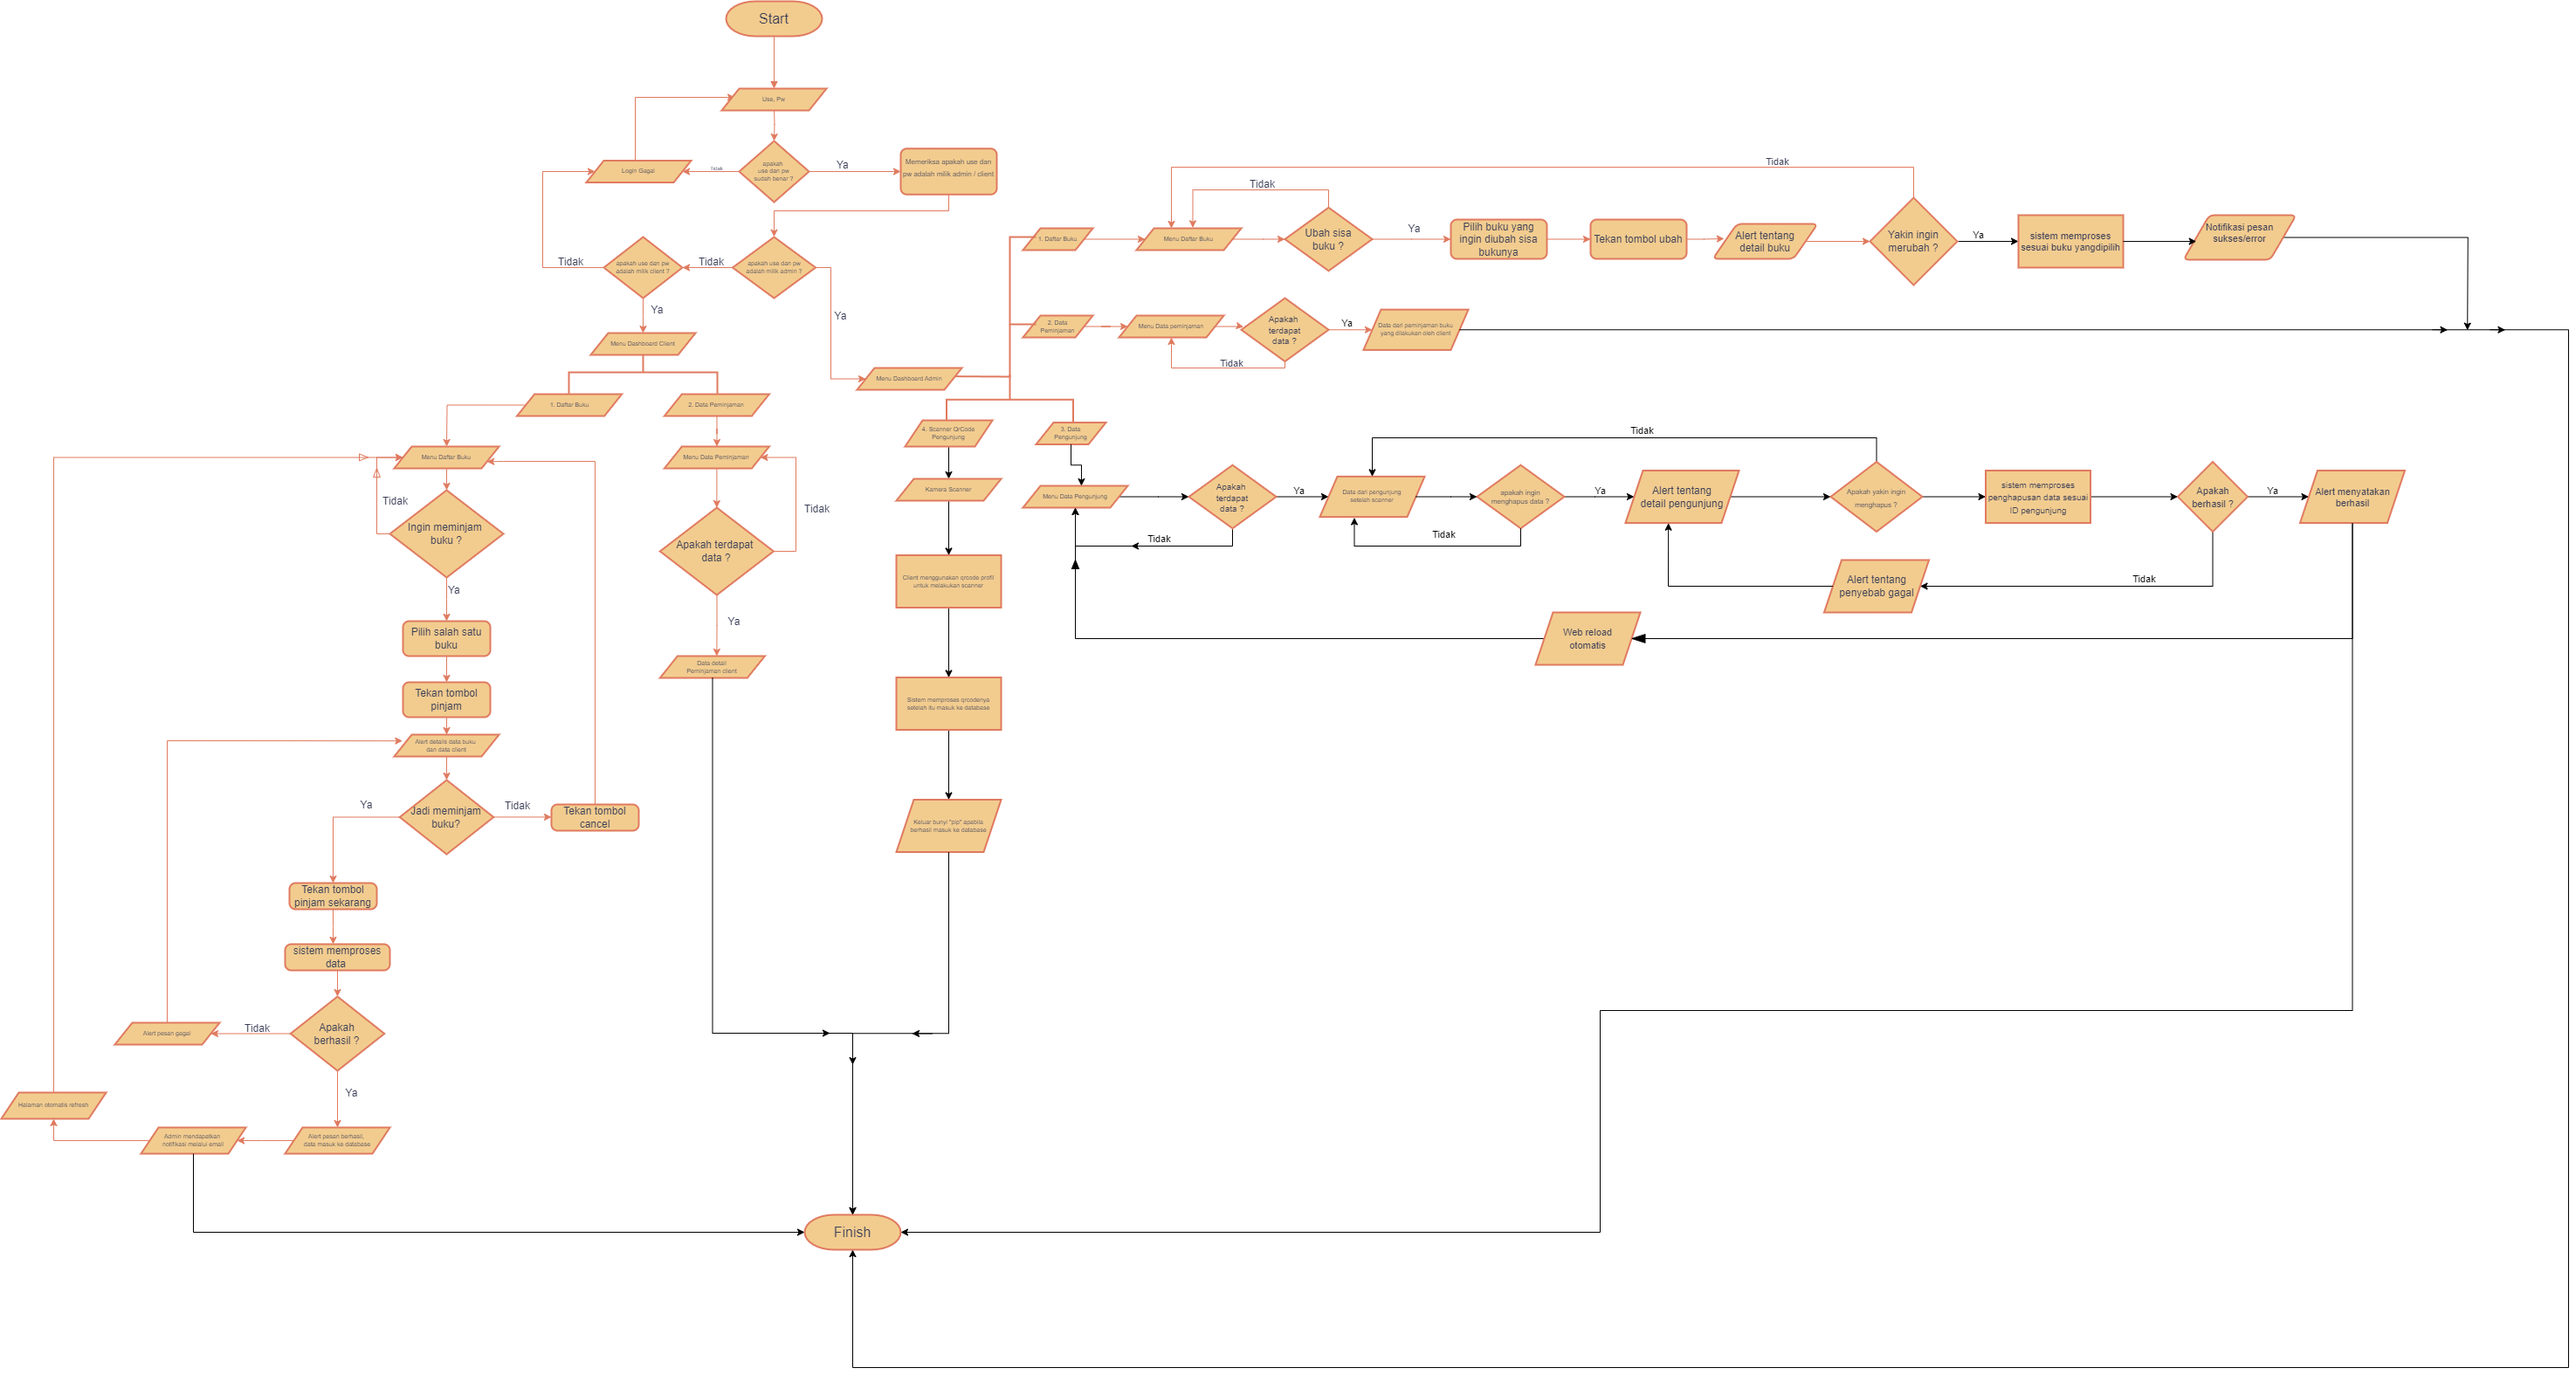 Start
Use, Pw
apakah
use dan pw
sudah benar ?
Tidak
Login Gagal
Ya
Memeriksa apakah use dan
pw adalah milik admin / client
apakah use dan pw
adalah milik admin ?
Tidak
apakah use dan pw
adalah milik client ?
Tidak
Ya
Ya
Menu Dashboard Client
Menu Dashboard Admin
1. Daftar Buku
2. Data Peminjaman
Menu Daftar Buku
Tidak
Ingin meminjam
buku ?
Ya
Pilih salah satu
buku
Tekan tombol
pinjam
Alert details data buku
dan data client
Jadi meminjam
buku?
Ya
Tidak
Tekan tombol
cancel
Tekan tombol
pinjam sekarang
sistem memproses
data
Apakah
berhasil ?
Tidak
Alert pesan gagal
Ya
Alert pesan berhasil,
data masuk ke database
Admin mendapatkan
notifikasi melalui email
Halaman otomatis refresh
Menu Data Peminjaman
Tidak
Apakah terdapat
data ?
Ya
Data detail
Peminjaman client
4. Scanner QrCode
Pengunjung
Kamera Scanner
Client menggunakan qrcode profil
untuk melakukan scanner
Sistem memproses qrcodenya
setelah itu masuk ke database
Keluar bunyi "pip" apabila
berhasil masuk ke database
1. Daftar Buku
Menu Daftar Buku
Tidak
Ubah sisa
buku ?
Ya
Pilih buku yang
ingin diubah sisa
bukunya
Tekan tombol ubah
Alert tentang
detail buku
Tidak
Yakin ingin
merubah ?
Ya
sistem memproses
sesuai buku yangdipilih
Notifikasi pesan
sukses/error
2. Data
Peminjaman
Menu Data peminjaman
Apakah
terdapat
data ?
Tidak
Ya
Data dari peminjaman buku
yang dilakukan oleh client
3. Data
Pengunjung
Menu Data Pengunjung
Apakah
terdapat
data ?
Tidak
Ya
Data dari pengunjung
setelah scanner
apakah ingin
menghapus data ?
Tidak
Tidak
Ya
Alert tentang
detail pengunjung
Apakah yakin ingin
menghapus ?
sistem memproses
penghapusan data sesuai
ID pengunjung
Apakah
berhasil ?
Ya
Alert menyatakan
berhasil
Tidak
Alert tentang
penyebab gagal
Web reload
otomatis
Finish